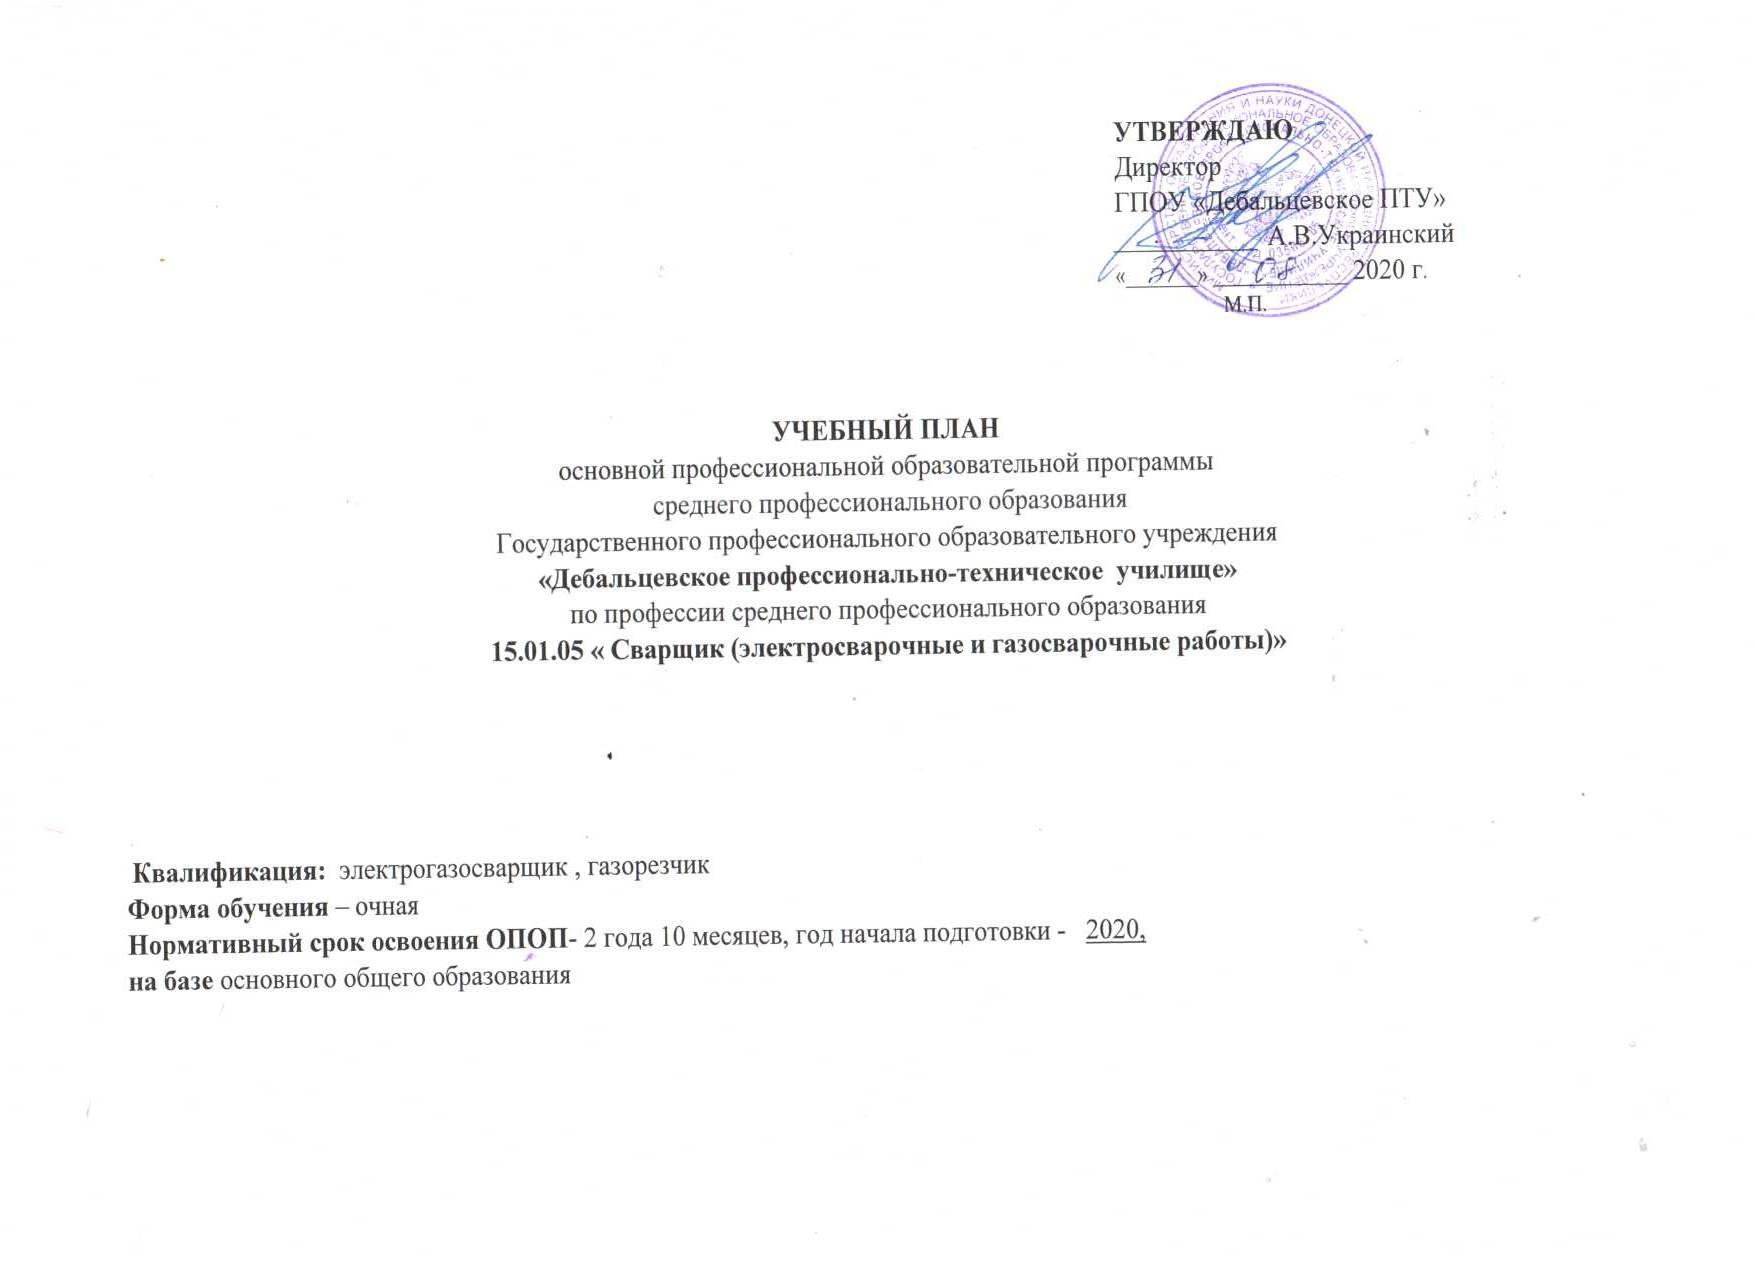 УТВЕРЖДАЮ
Директор
ГПОУ «Дебальцевское ПТУ»
____________ А.В.Украинский
«31» 08 2020 г.
М.П.
УЧЕБНЫЙ ПЛАН
основной профессиональной образовательной программы
среднего профессионального образования
Государственного профессионального образовательного учреждения
«Дебальцевское профессионально-техническое училище»
по профессии среднего профессионального образования
15.01.05 « Сварщик (электросварочные и газосварочные работы)»
Квалификация: электрогазосварщик , газорезчик
Форма обучения – очная
Нормативный срок освоения ОПОП- 2 года 10 месяцев, год начала подготовки - 2020,
на базе основного общего образования